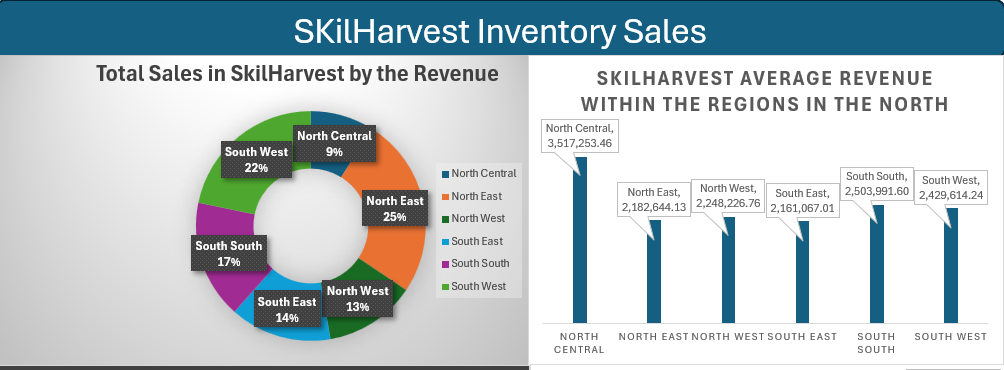 SKilHarvest Inventory Sales
Total Sales in SkilHarvest by the Revenue
North Central
9%
South West
22%
North East
25%
South South
17%
North West
13%
South East
14%
North Central
North East
North West
South East
South South
South West
SKILHARVEST AVERAGE REVENUE
WITHIN THE REGIONS IN THE NORTH
North Central,
3,517,253.46
North East,
2,182,644.13
North West,
2,248,226.76
South East,
2,161,067.01
South South,
2,503,991.60
South West,
2,429,614.24
NORTH
CENTRAL
NORTH EAST
NORTH WEST
SOUTH EAST
SOUTH
SOUTH
SOUTH WEST